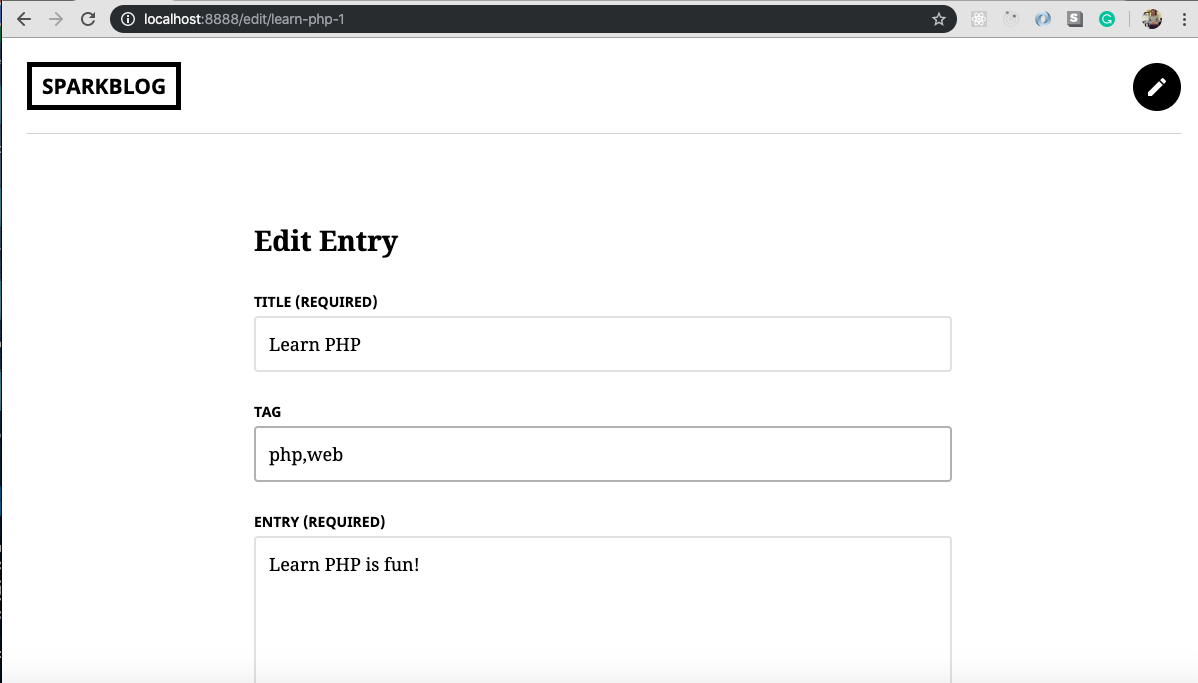 localhost:8888/edit/learn-php-1
SPARKBLOG
Edit Entry
TITLE (REQUIRED)
Learn PHP
TAG
php,web
ENTRY (REQUIRED)
Learn PHP is fun!